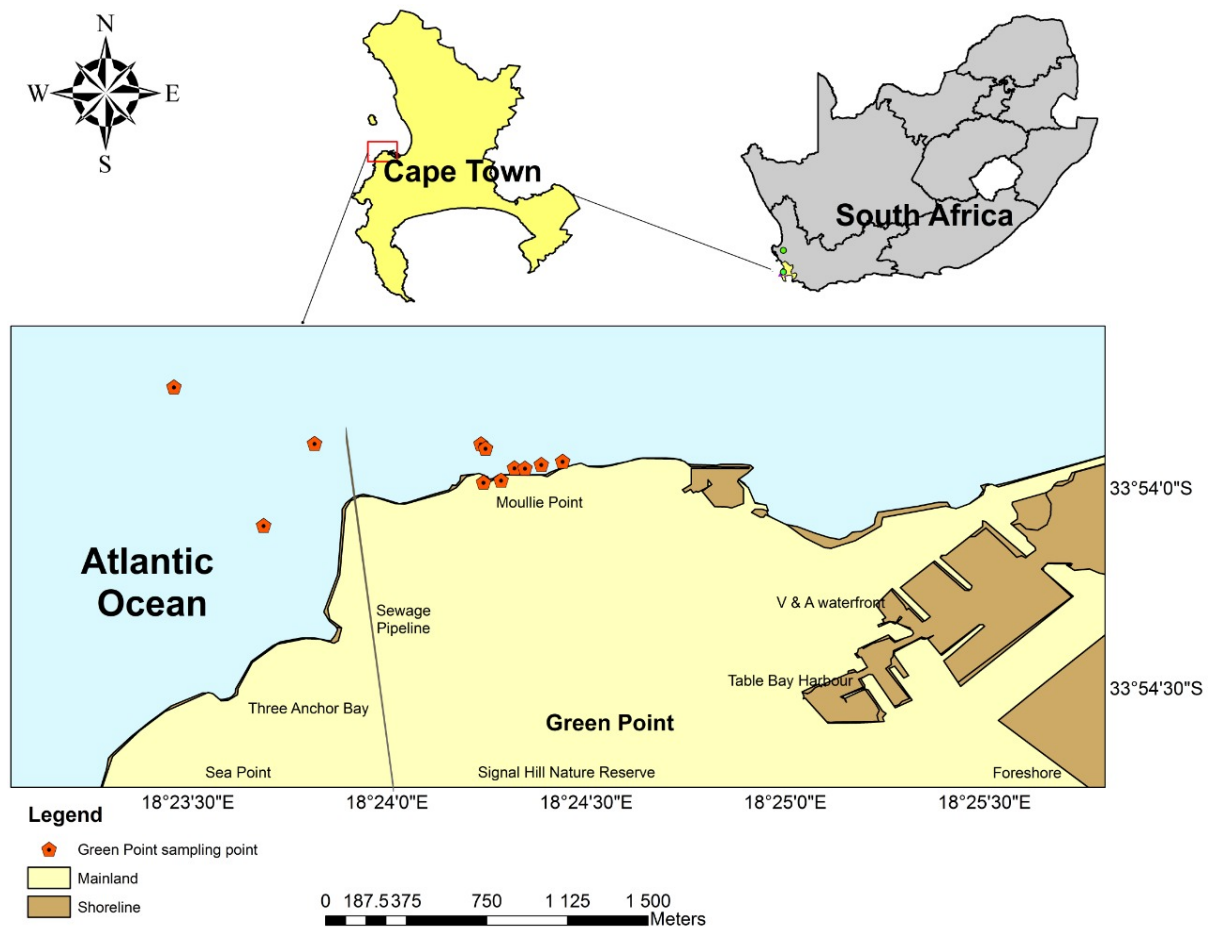 N
W
E
S
Cape Town
South Africa
Moullie Point
33°54'0"S
Atlantic
Ocean
Sewage
Pipeline
V & A waterfront
Table Bay Harbour
33°54'30"S
Three Anchor Bay
Green Point
Sea Point
Signal Hill Nature Reserve
Foreshore
18°23'30"E
18°24'0"E
18°24'30"E
18°25'0"E
18°25'30"E
Legend
Green Point sampling point
Mainland
Shoreline
0 187.5 375 750 1 125 1 500
Meters